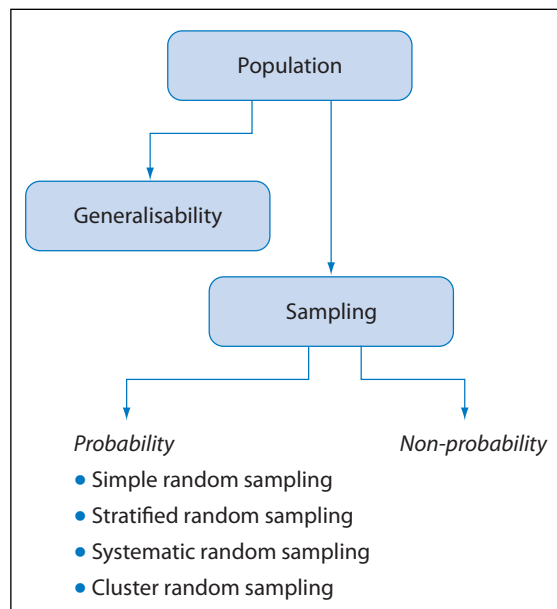 Population
Generalisability
Sampling
Probability
Non-probability
● Simple random sampling
● Stratified random sampling
● Systematic random sampling
● Cluster random sampling